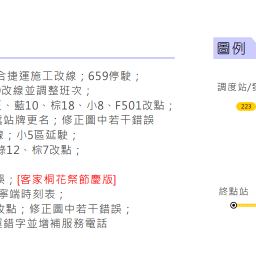 圖例
合捷運施工改線；659停駛；
改線並調整班次；
、藍10、棕18、小8、F501改點；
站牌更名；修正圖中若干錯誤
線；小5區延駛；
綠12、棕7改點；
誤；[客家桐花祭節慶版]
寧端時刻表；
改點；修正圖中若干錯誤；
錯字並增補服務電話
調度站/
223
終點站